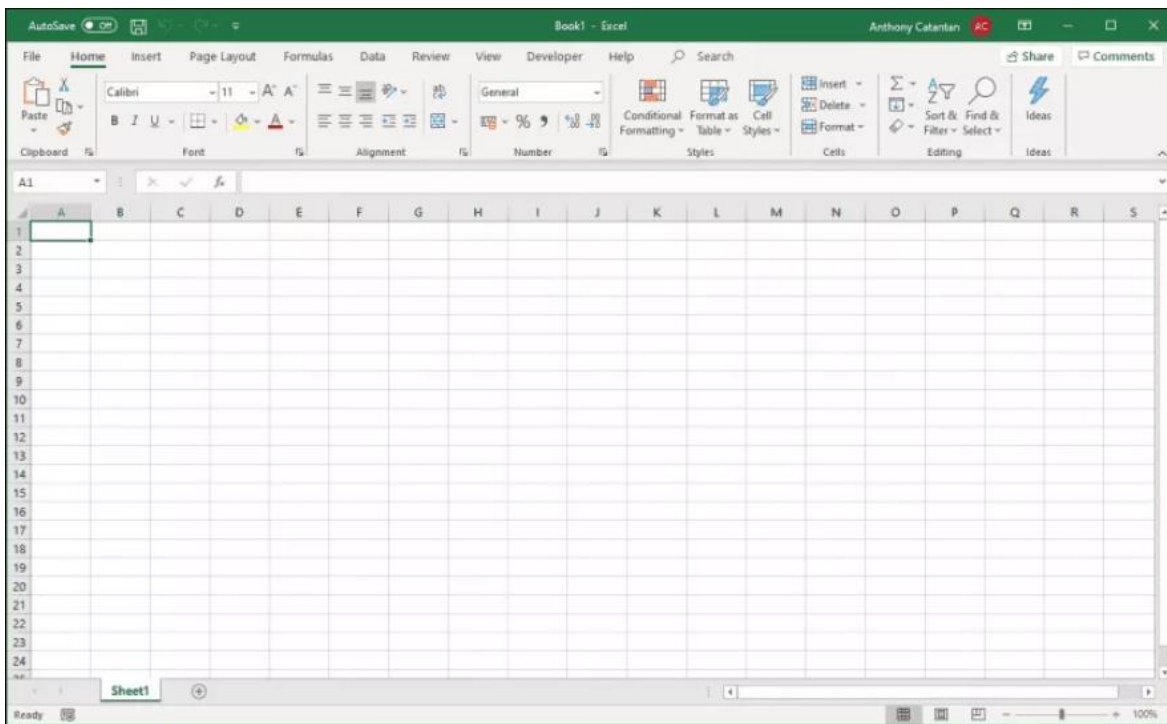 AutoSave Off Book1 - Excel Anthony Catantan AC
File Home Insert Page Layout Formulas Data Review View Developer Help Search Share Comments
Paste
Calibri 11 A A
B I U A
ab
General
% 9
Conditional Formatting
Format as Table
Cell Styles
Insert
Delete
Format
Σ
Sort & Filter
Find & Select
Ideas
Clipboard Font Alignment Number Styles Cells Editing Ideas
A1 fx
A B C D E F G H I J K L M N O P Q R S
1
2
3
4
5
6
7
8
9
10
11
12
13
14
15
16
17
18
19
20
21
22
23
24
Sheet1
Ready 100%